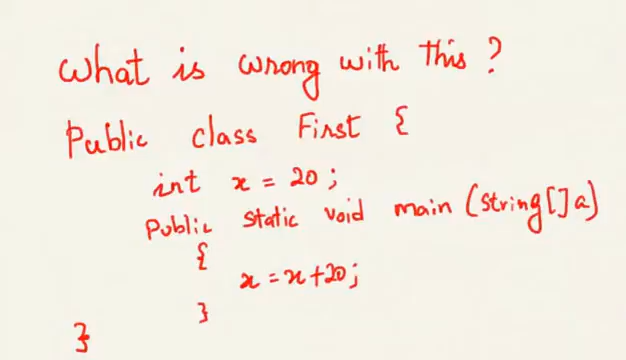 What is wrong with this?
Public class First {
int x = 20;
Public static void main (string[] a)
{
x = x + 20;
}
}